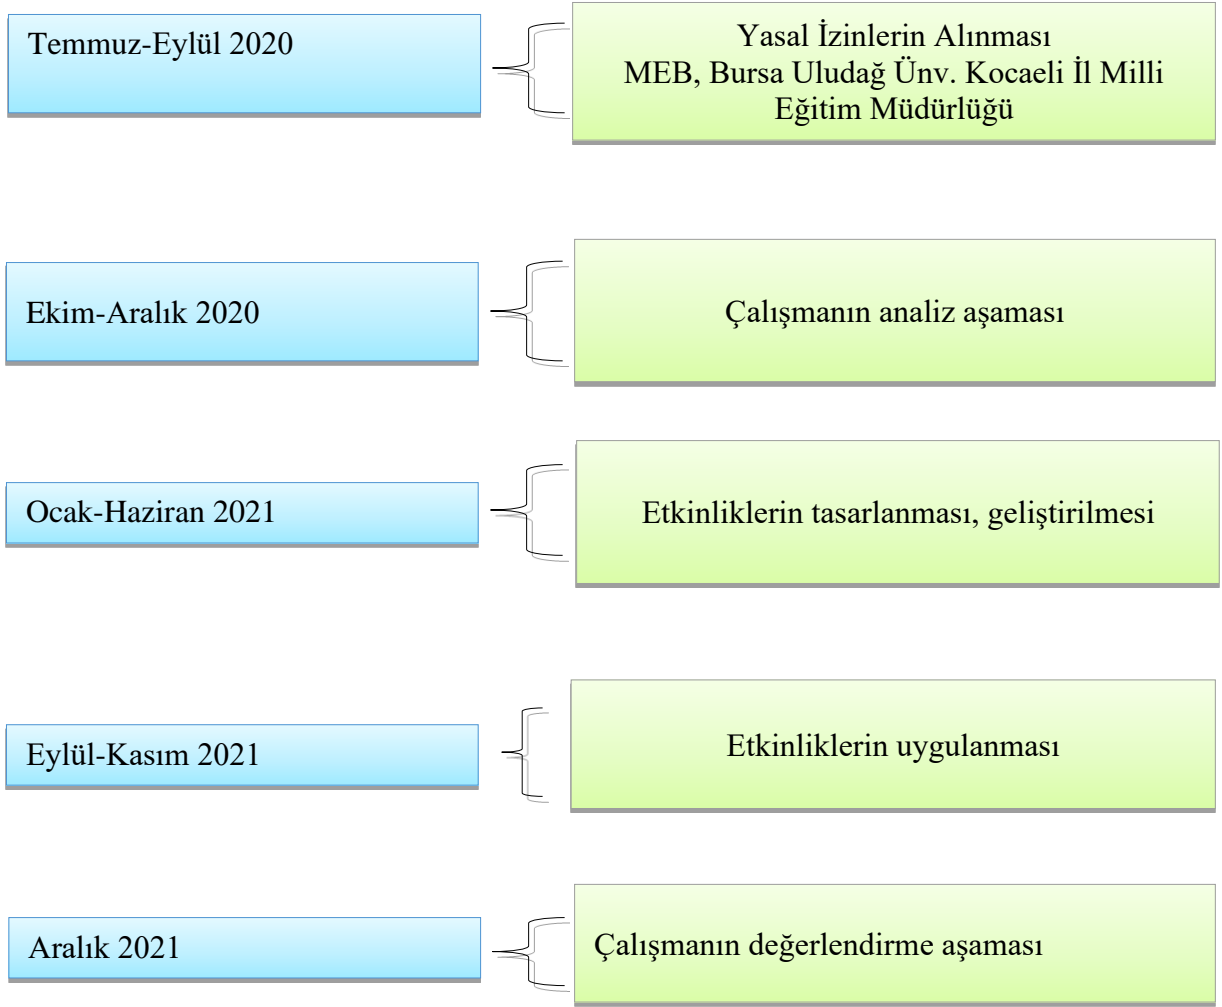 Temmuz-Eylül 2020
Yasal İzinlerin Alınması
MEB, Bursa Uludağ Ünv. Kocaeli İl Milli
Eğitim Müdürlüğü
Ekim-Aralık 2020
Çalışmanın analiz aşaması
Ocak-Haziran 2021
Etkinliklerin tasarlanması, geliştirilmesi
Eylül-Kasım 2021
Etkinliklerin uygulanması
Aralık 2021
Çalışmanın değerlendirme aşaması